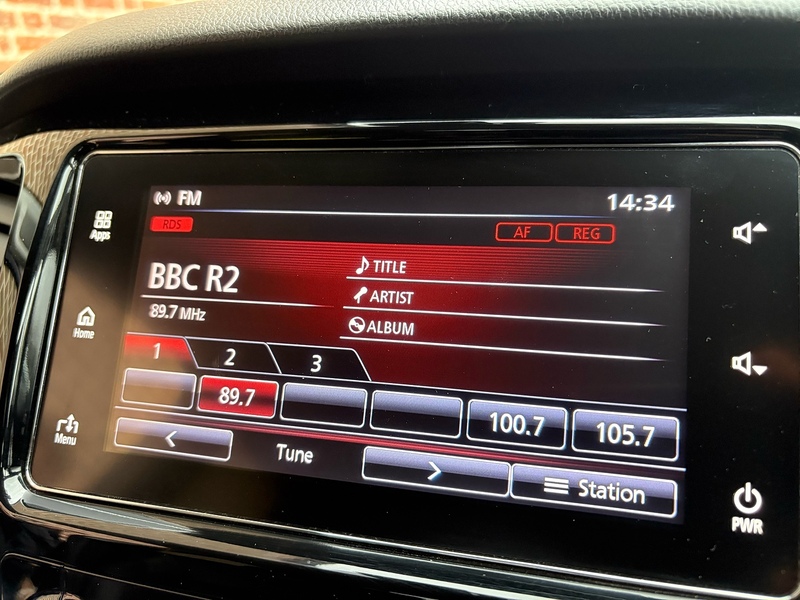 FM 14:34
RDS AF REG
Apps
BBC R2
89.7 MHz
TITLE
ARTIST
ALBUM
Home
1 2 3
89.7 100.7 105.7
Menu
Tune
Station
PWR